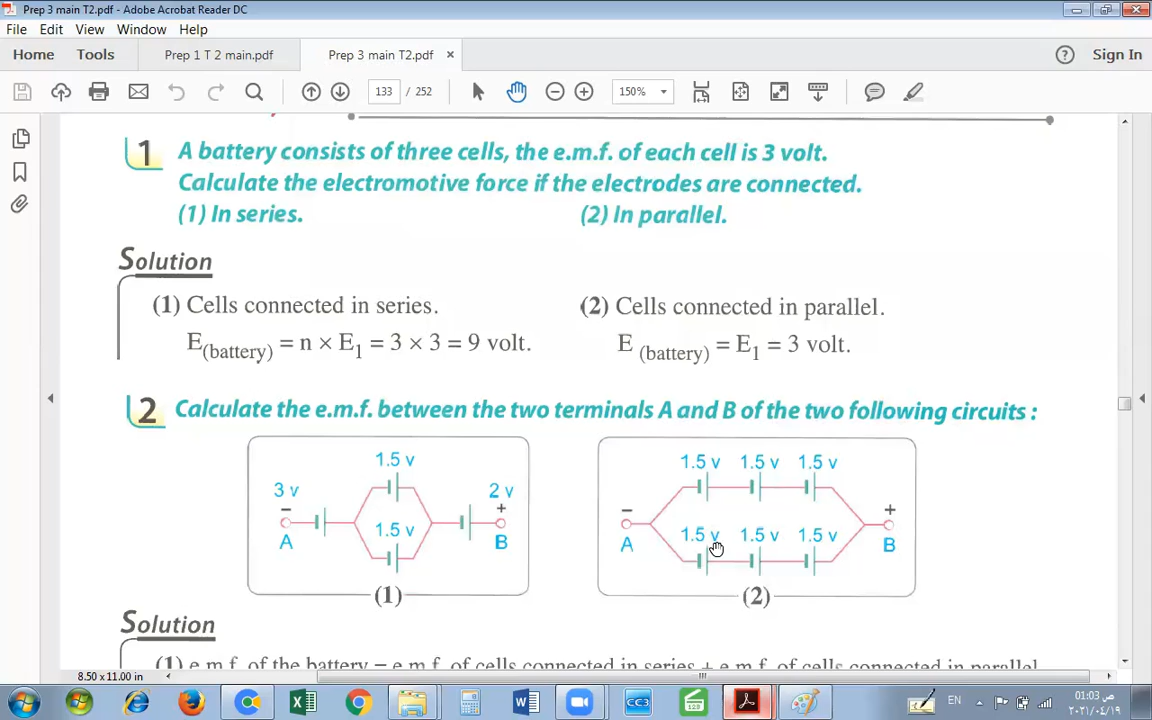 Prep 3 main T2.pdf - Adobe Acrobat Reader DC
File Edit View Window Help
Home Tools Prep 1 T 2 main.pdf Prep 3 main T2.pdf × Sign In
133 / 252 150%
1 A battery consists of three cells, the e.m.f. of each cell is 3 volt.
Calculate the electromotive force if the electrodes are connected.
(1) In series. (2) In parallel.
Solution
(1) Cells connected in series. (2) Cells connected in parallel.
E(battery) = n × E1 = 3 × 3 = 9 volt. E (battery) = E1 = 3 volt.
2 Calculate the e.m.f. between the two terminals A and B of the two following circuits :
1.5 v 1.5 v 1.5 v 1.5 v
3 v 2 v
− + − +
1.5 v 1.5 v 1.5 v 1.5 v
A B A B
(1) (2)
Solution
(1) e.m.f. of the battery = e.m.f. of cells connected in series + e.m.f. of cells connected in parallel
8.50 x 11.00 in
CC3 123 EN 01:03 ص
٢٠٢١/٠٤/١٩